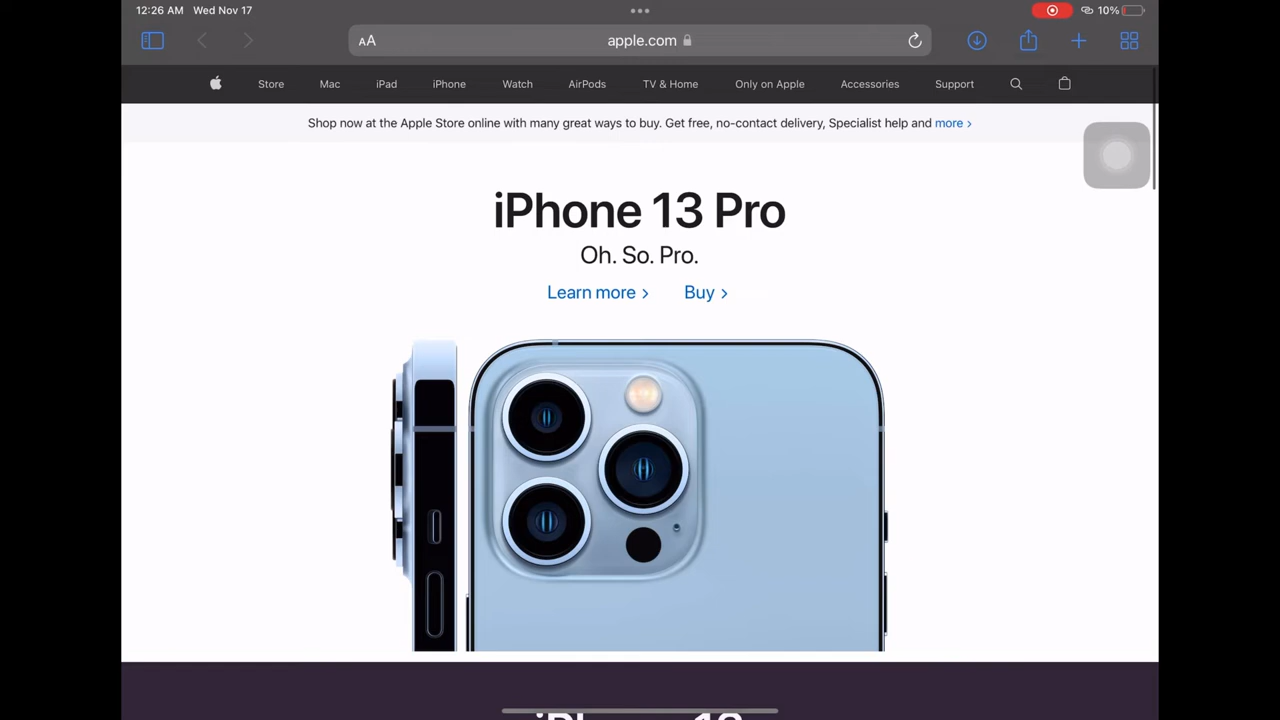 12:26 AM Wed Nov 17
10%
AA
apple.com
Store Mac iPad iPhone Watch AirPods TV & Home Only on Apple Accessories Support
Shop now at the Apple Store online with many great ways to buy. Get free, no-contact delivery, Specialist help and more >
iPhone 13 Pro
Oh. So. Pro.
Learn more > Buy >
iPhone 13